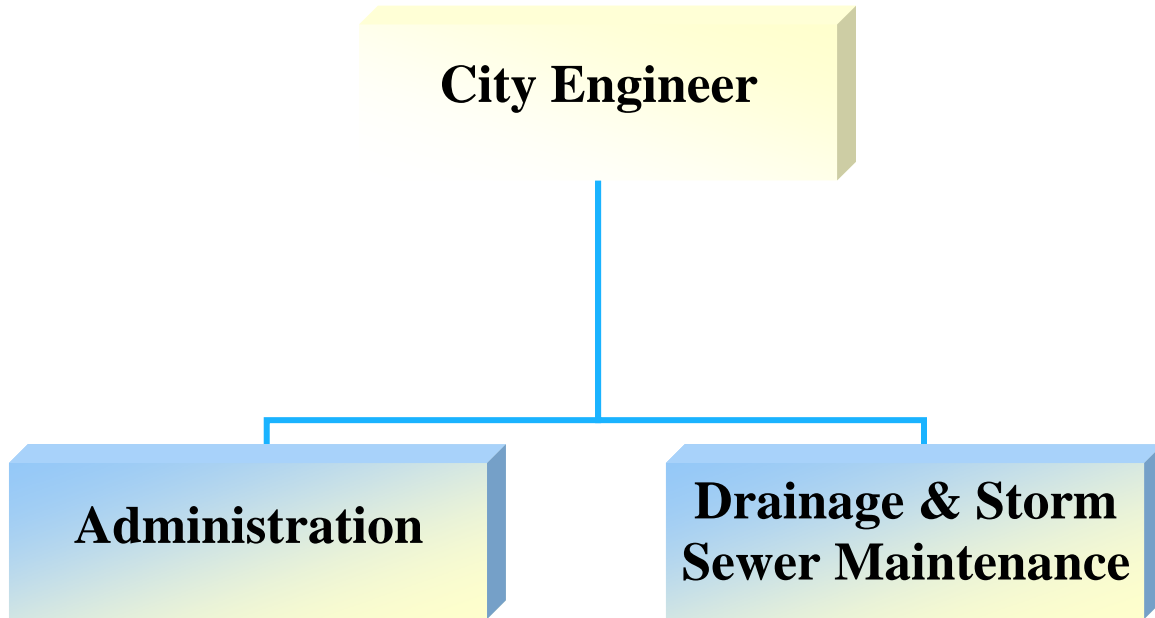 City Engineer
Administration
Drainage & Storm
Sewer Maintenance